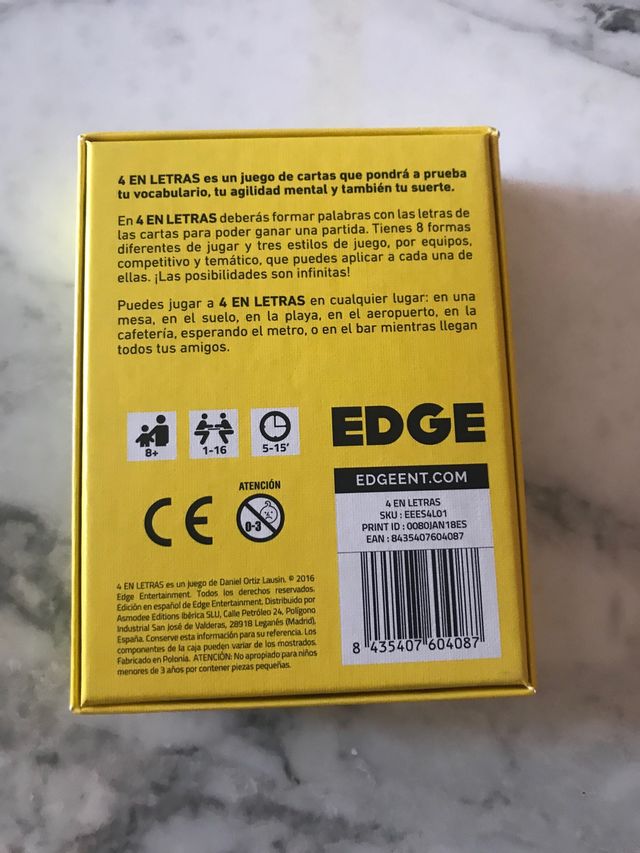 4 EN LETRAS es un juego de cartas que pondrá a prueba
tu vocabulario, tu agilidad mental y también tu suerte.
En 4 EN LETRAS deberás formar palabras con las letras de
las cartas para poder ganar una partida. Tienes 8 formas
diferentes de jugar y tres estilos de juego, por equipos,
competitivo y temático, que puedes aplicar a cada una de
ellas. ¡Las posibilidades son infinitas!
Puedes jugar a 4 EN LETRAS en cualquier lugar: en una
mesa, en el suelo, en la playa, en el aeropuerto, en la
cafetería, esperando el metro, o en el bar mientras llegan
todos tus amigos.
8+
1-16
5-15'
EDGE
EDGEENT.COM
CE
ATENCIÓN
0-3
4 EN LETRAS
SKU : EEES4L01
PRINT ID : 0080JAN18ES
EAN : 8435407604087
8 435407 604087
4 EN LETRAS es un juego de Daniel Ortiz Lausin. © 2016
Edge Entertainment. Todos los derechos reservados.
Edición en español de Edge Entertainment. Distribuido por
Asmodee Editions Ibérica SLU, Calle Petróleo 24, Polígono
Industrial San José de Valderas, 28918 Leganés (Madrid),
España. Conserve esta información para su referencia. Los
componentes de la caja pueden variar de los mostrados.
Fabricado en Polonia. ATENCIÓN: No apropiado para niños
menores de 3 años por contener piezas pequeñas.